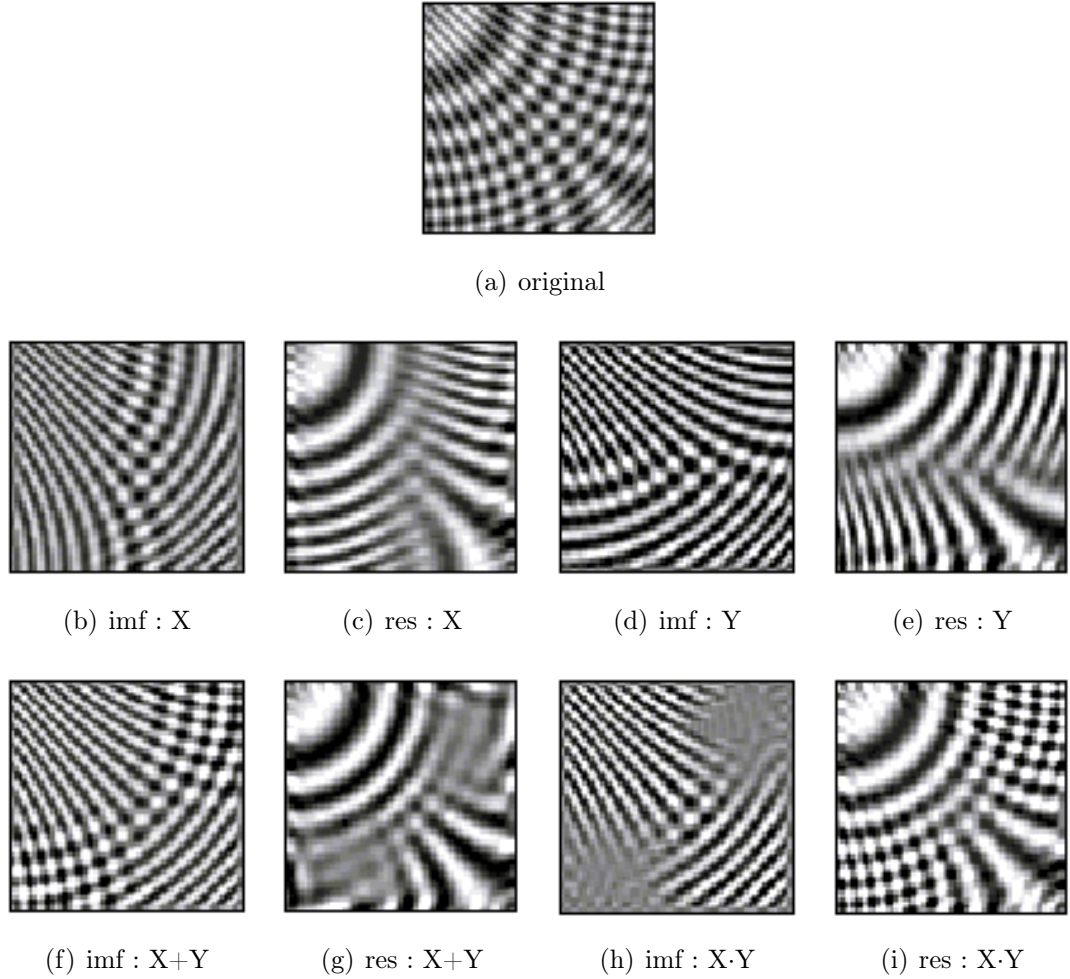 (a) original
(b) imf : X (c) res : X (d) imf : Y (e) res : Y
(f) imf : X+Y (g) res : X+Y (h) imf : X·Y (i) res : X·Y